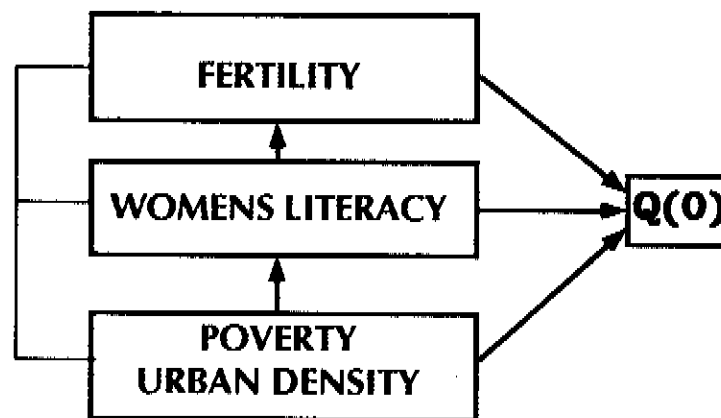 FERTILITY
WOMENS LITERACY
Q(0)
POVERTY
URBAN DENSITY